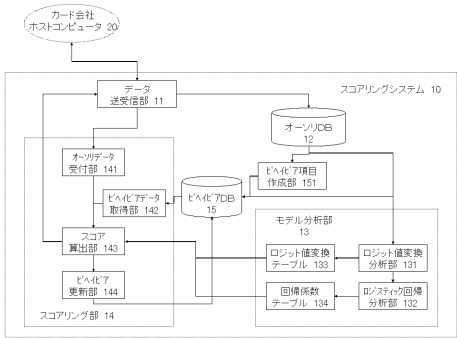 カード会社
ホストコンピュータ 20
スコアリングシステム 10
データ
送受信部 11
オーソリDB
12
オーソリデータ
受付部 141
ビヘイビア項目
作成部 151
ビヘイビアデータ
取得部 142
ビヘイビアDB
15
モデル分析部
13
スコア
算出部 143
ロジット値変換
テーブル 133
ロジット値変換
分析部 131
ビヘイビア
更新部 144
回帰係数
テーブル 134
ロジスティック回帰
分析部 132
スコアリング部 14